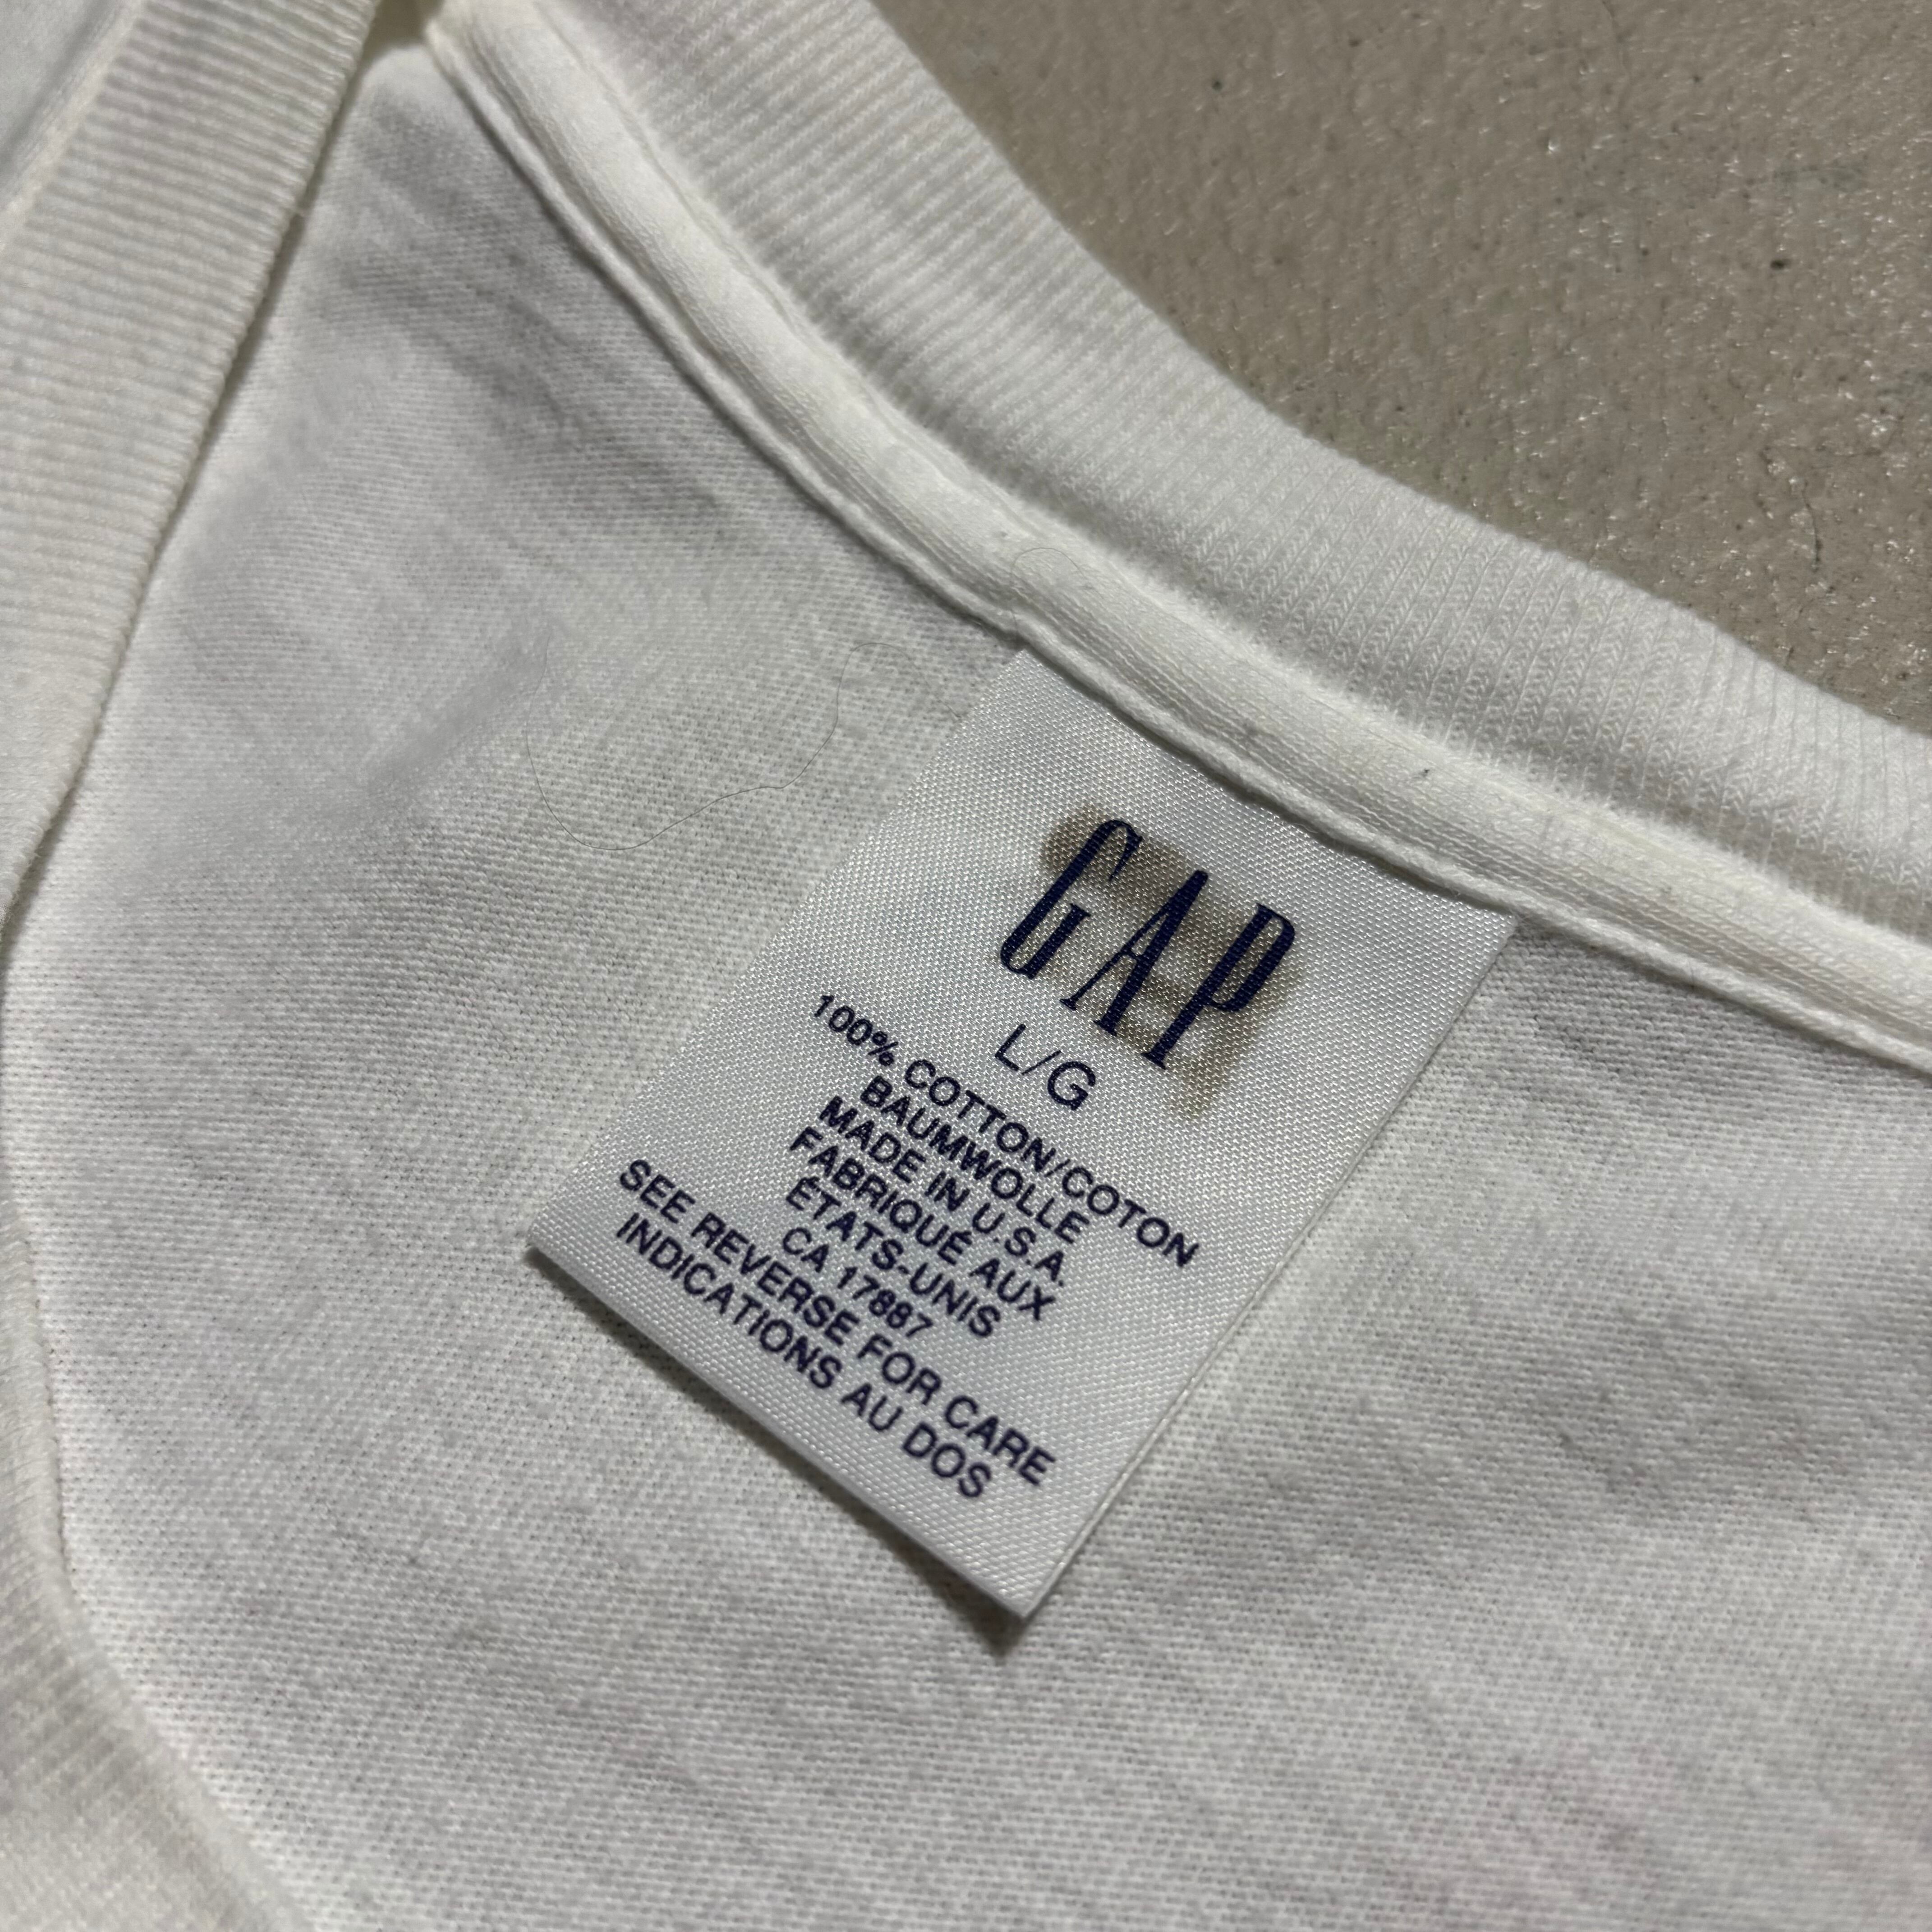 GAP
L/G
100% COTTON/COTON
BAUMWOLLE
MADE IN U.S.A.
FABRIQUÉ AUX
ÉTATS-UNIS
CA 17887
SEE REVERSE FOR CARE
INDICATIONS AU DOS